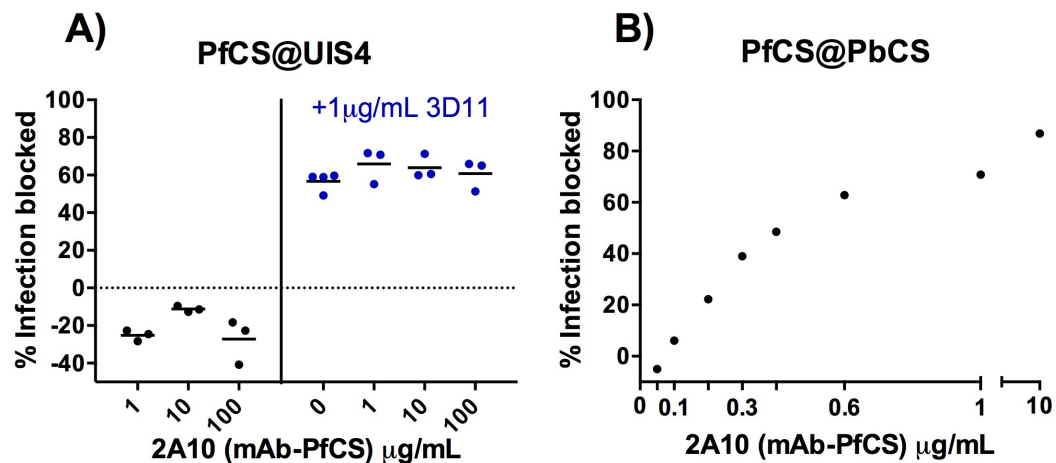 A)
PfCS@UIS4
% Infection blocked
100
80
60
40
20
0
-20
-40
+1µg/mL 3D11
1 10 100 0 1 10 100
2A10 (mAb-PfCS) µg/mL
B)
PfCS@PbCS
% Infection blocked
100
80
60
40
20
0
0 0.1 0.3 0.6 1 10
2A10 (mAb-PfCS) µg/mL